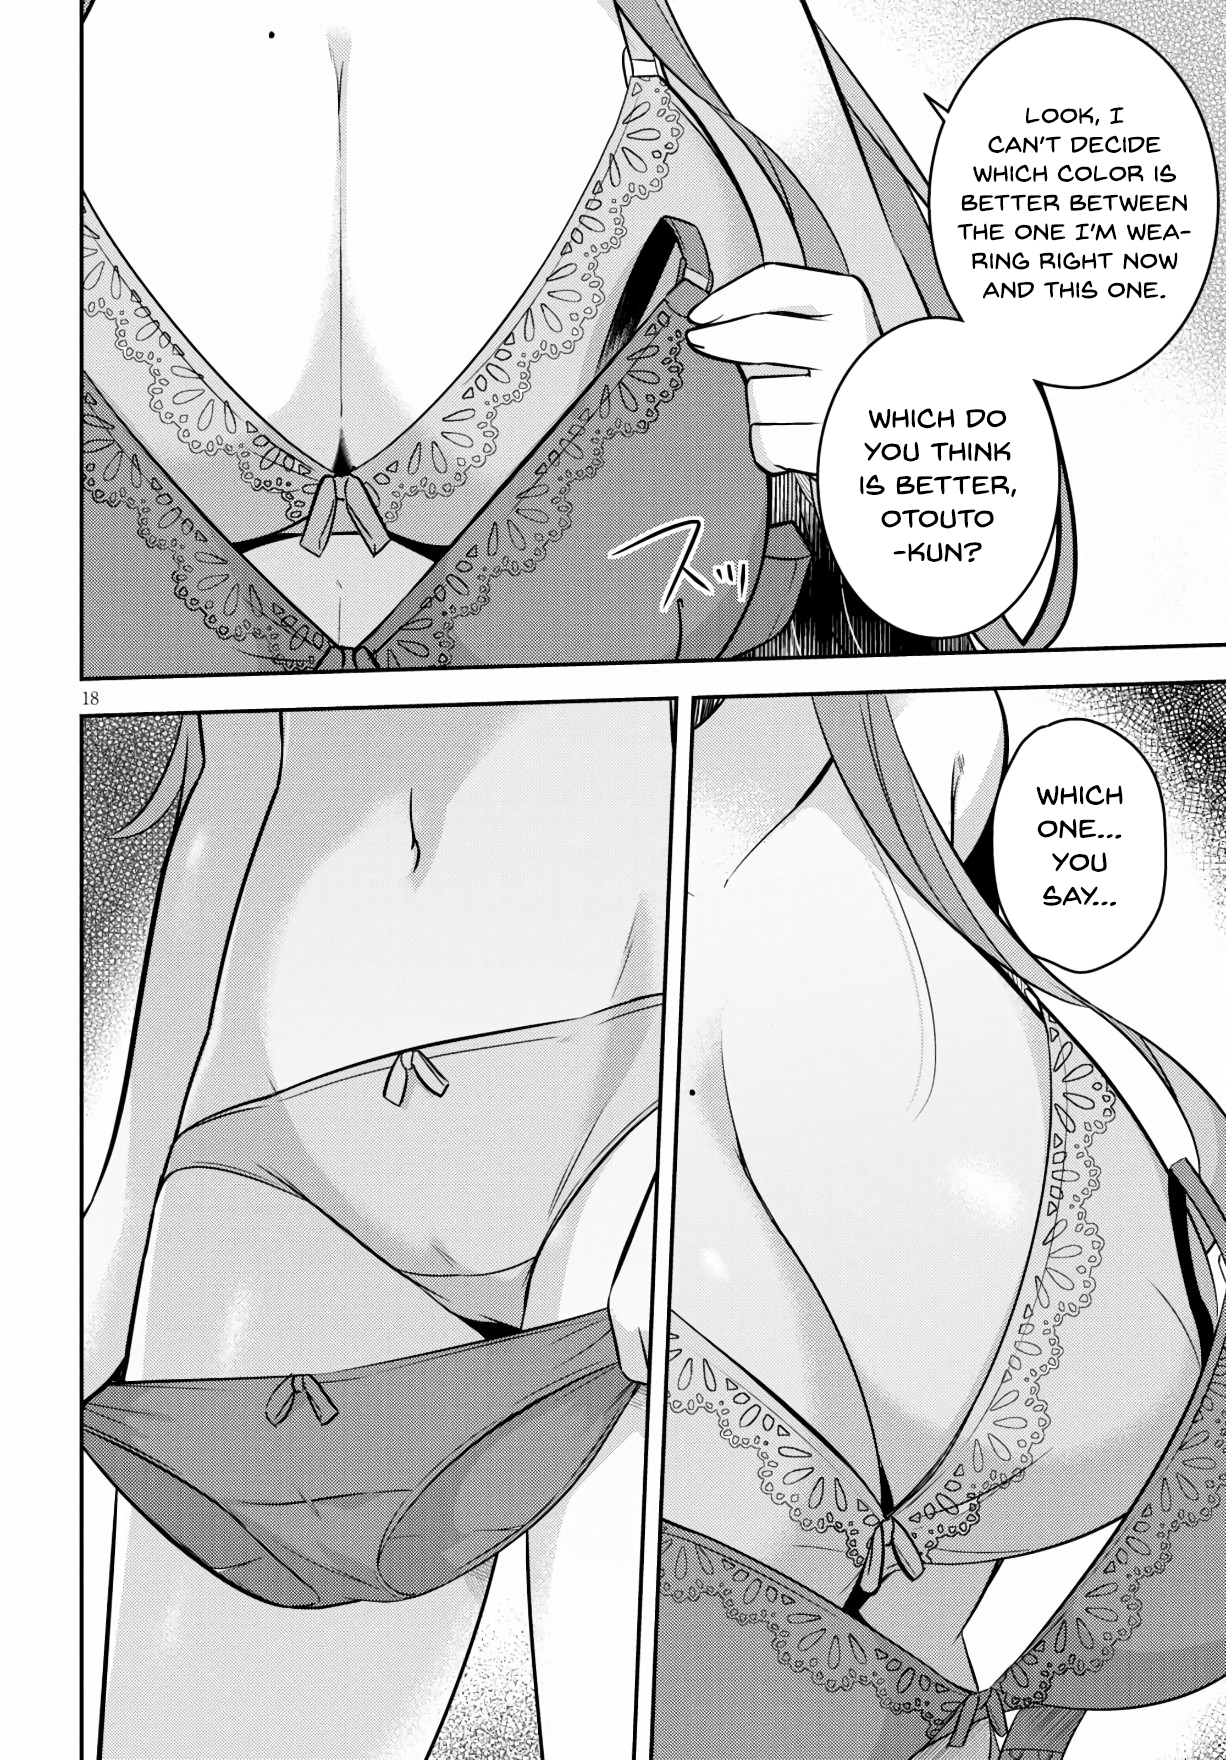 LOOK, I
CAN'T DECIDE
WHICH COLOR IS
BETTER BETWEEN
THE ONE I'M WEA-
RING RIGHT NOW
AND THIS ONE.
WHICH DO
YOU THINK
IS BETTER,
OTOUTO
-KUN?
スッ
18
WHICH
ONE...
YOU
SAY...